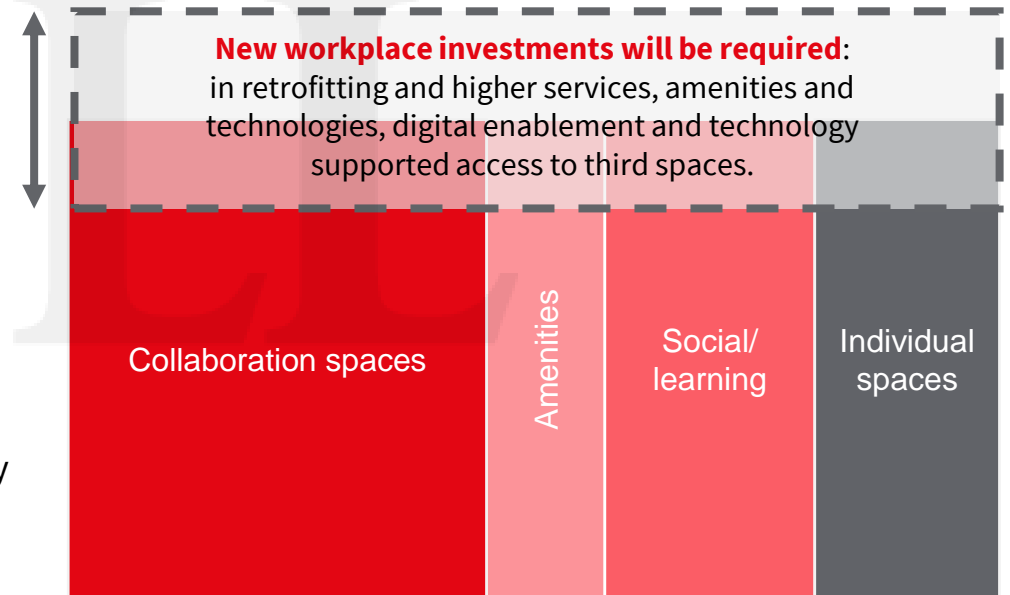 New workplace investments will be required:
in retrofitting and higher services, amenities and
technologies, digital enablement and technology
supported access to third spaces.
Collaboration spaces
Amenities
Social/
learning
Individual
spaces